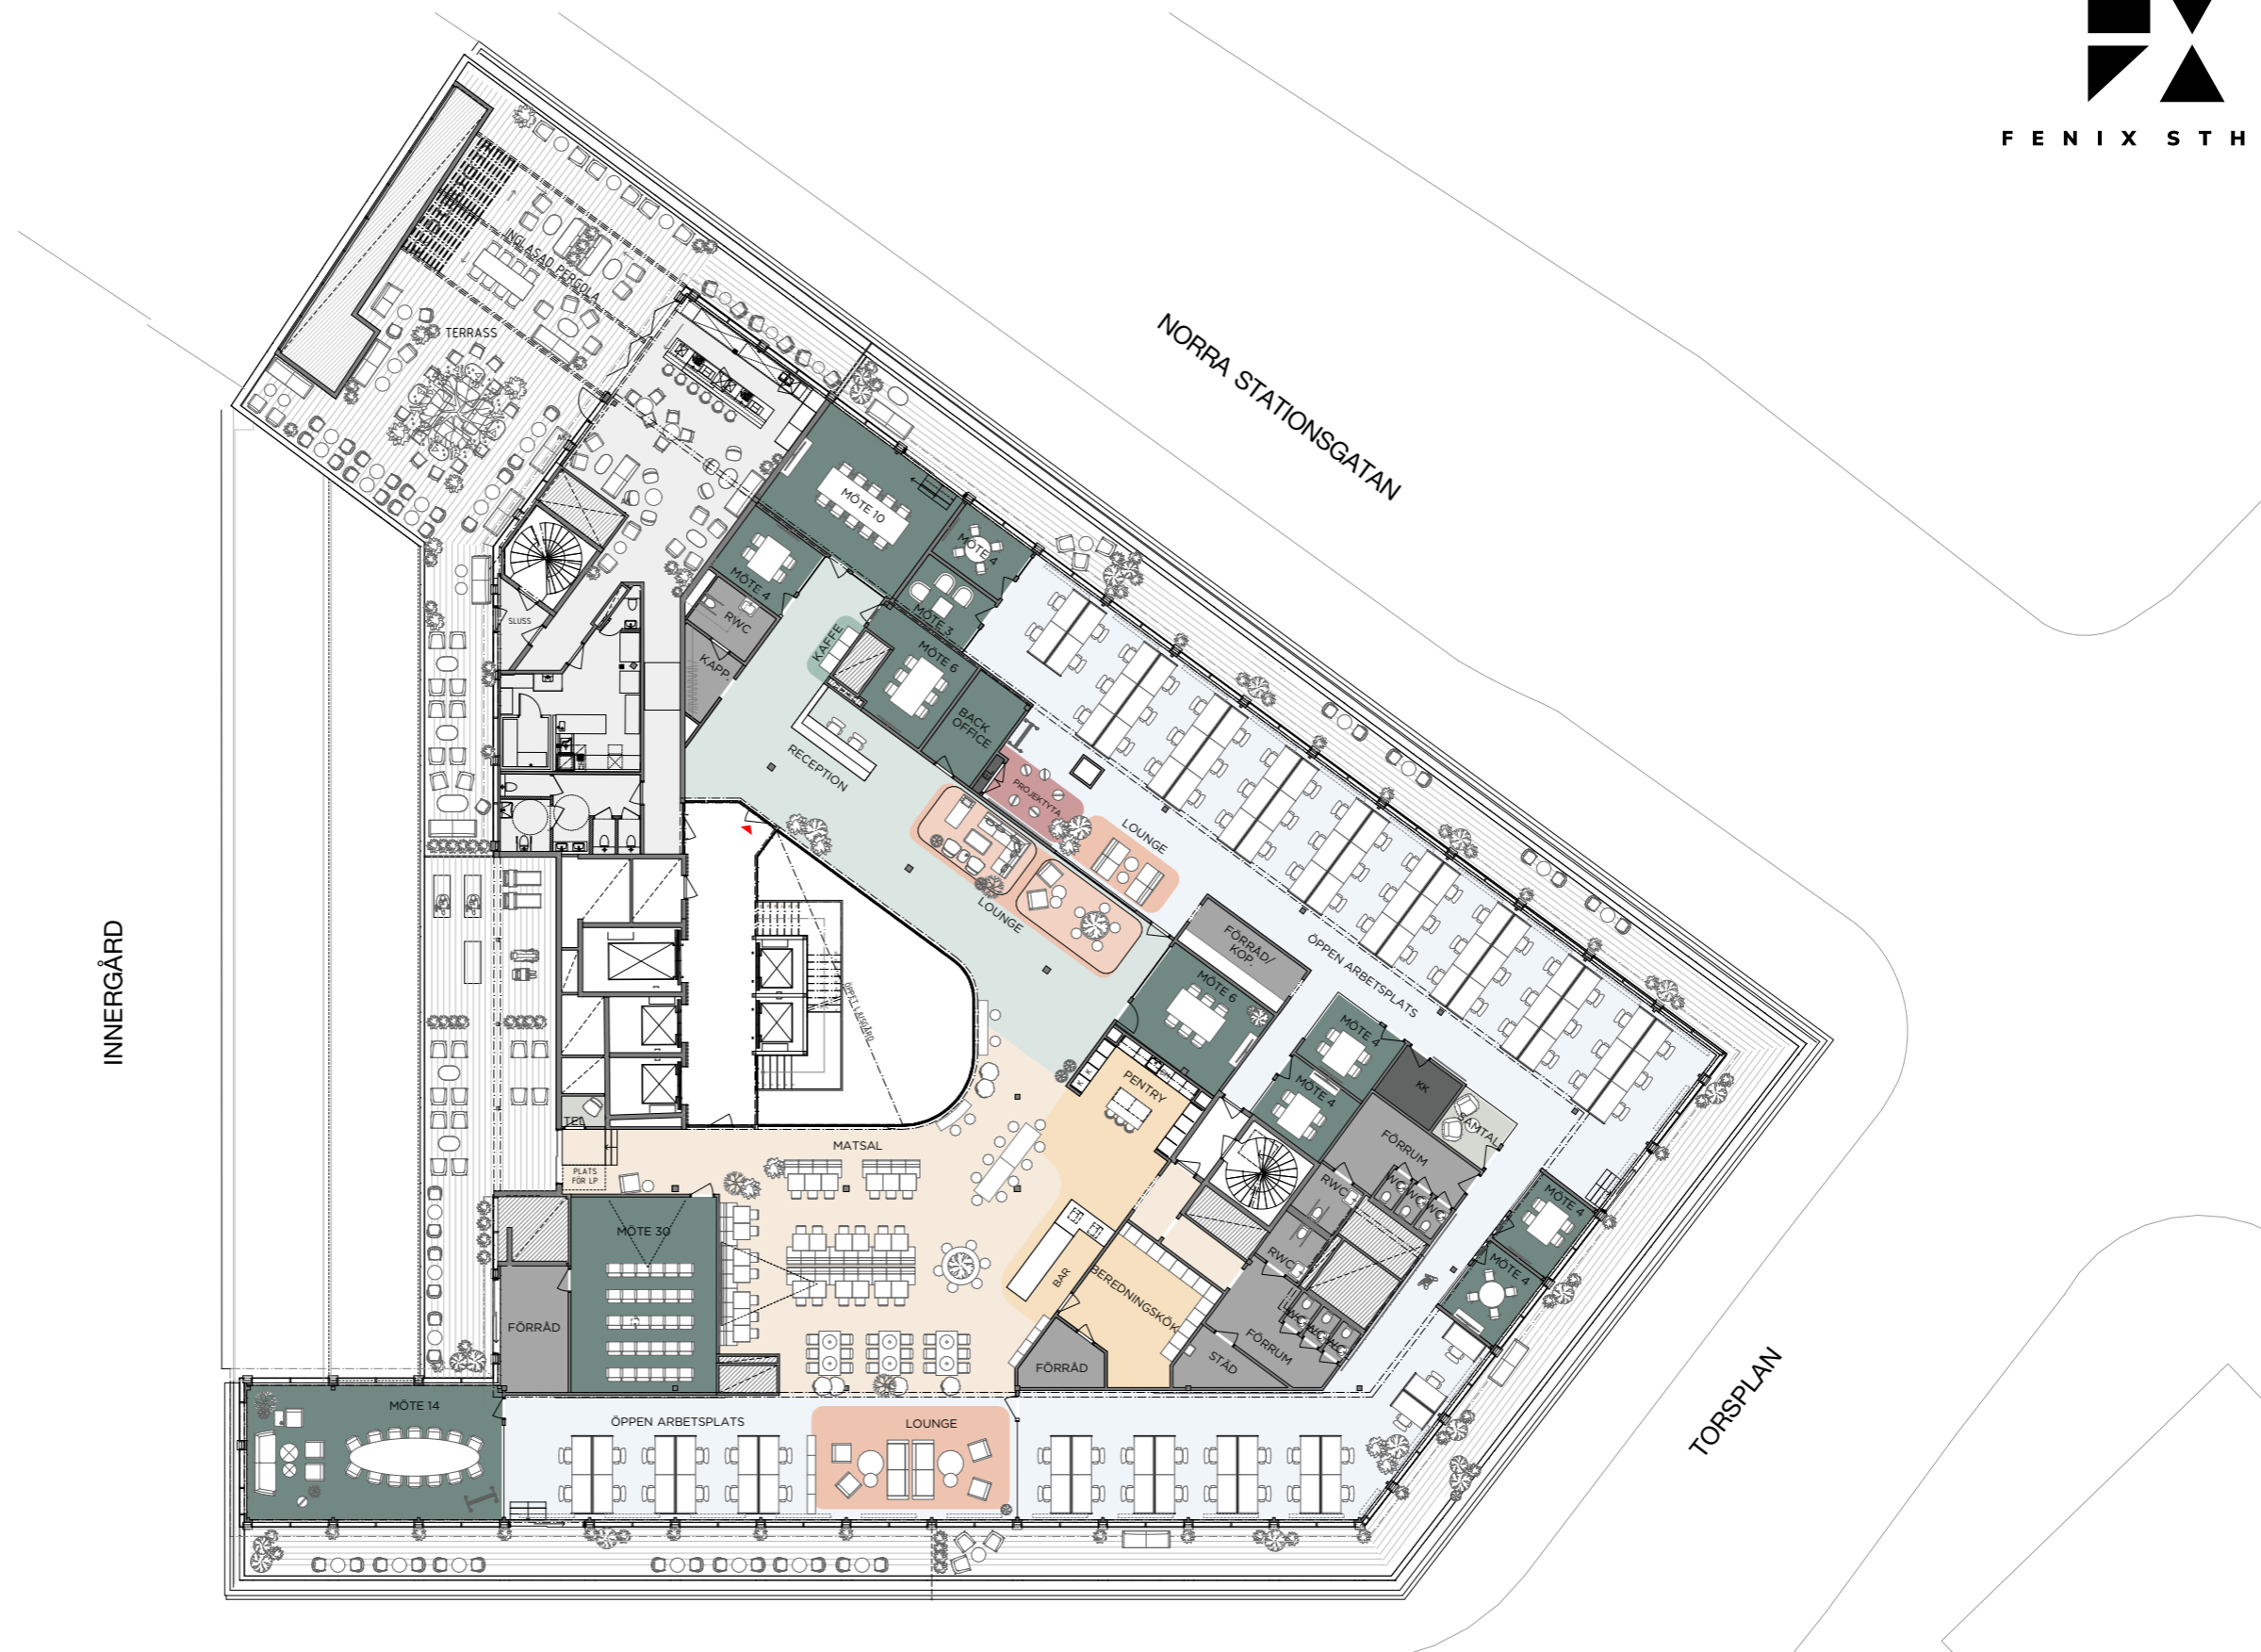 FENIX STH
NORRA STATIONSGATAN
INGLASAD PERGOLA
TERRASS
MÖTE 10
MÖTE 4
MÖTE 4
MÖTE 3
RWC
SLUSS
KAFFE
MÖTE 6
KAPP.
BACK
OFFICE
RECEPTION
PROJEKTYTA
LOUNGE
LOUNGE
FÖRRÅD/
KOP.
ÖPPEN ARBETSPLATS
MÖTE 6
INNERGÅRD
MÖTE 4
PENTRY
KK
MÖTE 4
TEL
SAMTAL
MATSAL
FÖRRUM
PLATS
FÖR LP
RWC
WC
WC
WC
MÖTE 4
MÖTE 30
RWC
MÖTE 4
BAR
BEREDNINGSKÖK
FÖRRÅD
WC
WC
WC
FÖRRUM
STÄD
FÖRRÅD
TORSPLAN
MÖTE 14
ÖPPEN ARBETSPLATS
LOUNGE